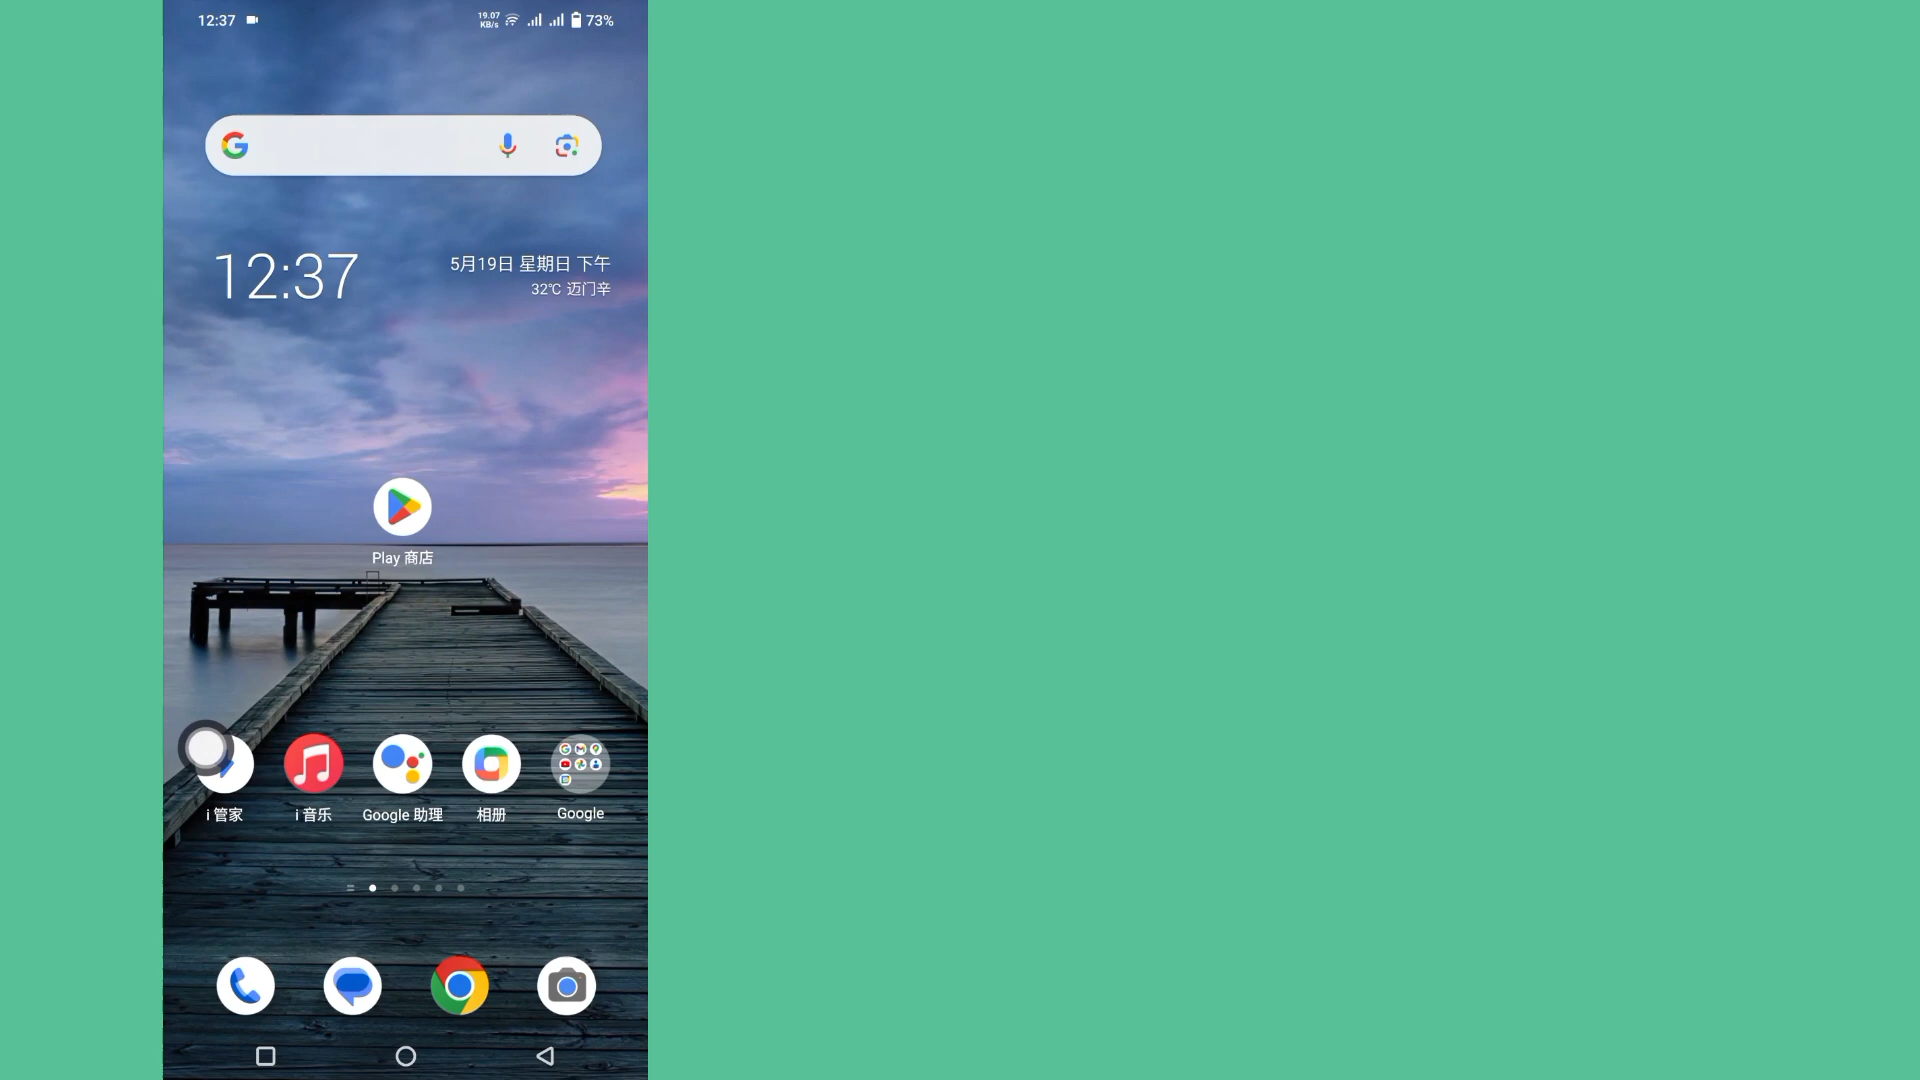 12:37
19.07
KB/s
73%
12:37
5月19日 星期日 下午
32℃ 迈门辛
Play 商店
i 管家
i 音乐
Google 助理
相册
Google